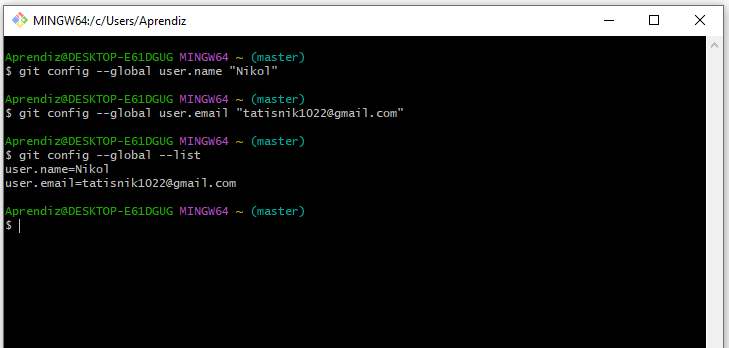 MINGW64:/c/Users/Aprendiz
Aprendiz@DESKTOP-E61DGUG MINGW64 ~ (master)
$ git config --global user.name "Nikol"
Aprendiz@DESKTOP-E61DGUG MINGW64 ~ (master)
$ git config --global user.email "tatisnik1022@gmail.com"
Aprendiz@DESKTOP-E61DGUG MINGW64 ~ (master)
$ git config --global --list
user.name=Nikol
user.email=tatisnik1022@gmail.com
Aprendiz@DESKTOP-E61DGUG MINGW64 ~ (master)
$